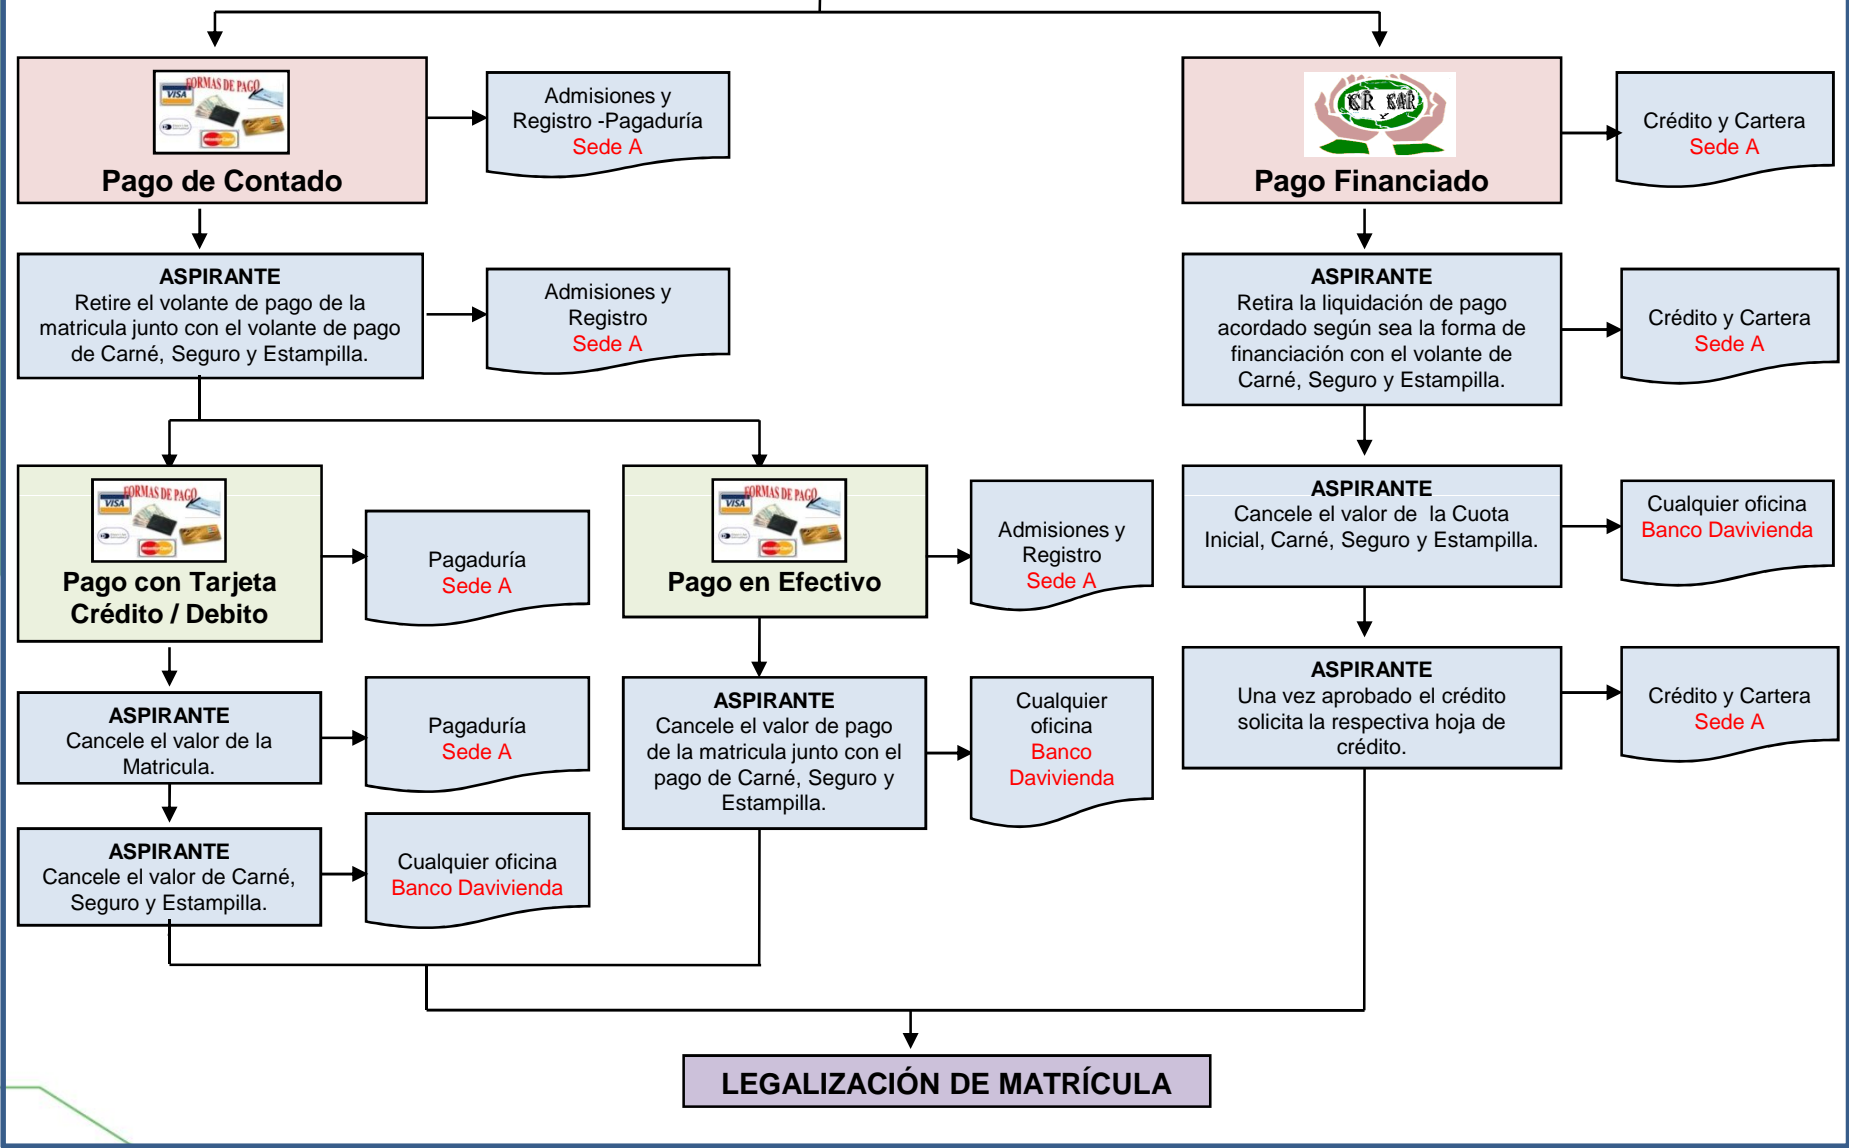 FORMAS DE PAGO
VISA
Pago de Contado
Admisiones y
Registro -Pagaduría
Sede A
CR CAR
Y
Pago Financiado
Crédito y Cartera
Sede A
ASPIRANTE
Retire el volante de pago de la
matricula junto con el volante de pago
de Carné, Seguro y Estampilla.
Admisiones y
Registro
Sede A
ASPIRANTE
Retira la liquidación de pago
acordado según sea la forma de
financiación con el volante de
Carné, Seguro y Estampilla.
Crédito y Cartera
Sede A
FORMAS DE PAGO
VISA
MasterCard
Pago con Tarjeta
Crédito / Debito
Pagaduría
Sede A
FORMAS DE PAGO
VISA
MasterCard
Pago en Efectivo
Admisiones y
Registro
Sede A
ASPIRANTE
Cancele el valor de  la Cuota
Inicial, Carné, Seguro y Estampilla.
Cualquier oficina
Banco Davivienda
ASPIRANTE
Cancele el valor de la
Matricula.
Pagaduría
Sede A
ASPIRANTE
Cancele el valor de pago
de la matricula junto con el
pago de Carné, Seguro y
Estampilla.
Cualquier
oficina
Banco
Davivienda
ASPIRANTE
Una vez aprobado el crédito
solicita la respectiva hoja de
crédito.
Crédito y Cartera
Sede A
ASPIRANTE
Cancele el valor de Carné,
Seguro y Estampilla.
Cualquier oficina
Banco Davivienda
LEGALIZACIÓN DE MATRÍCULA